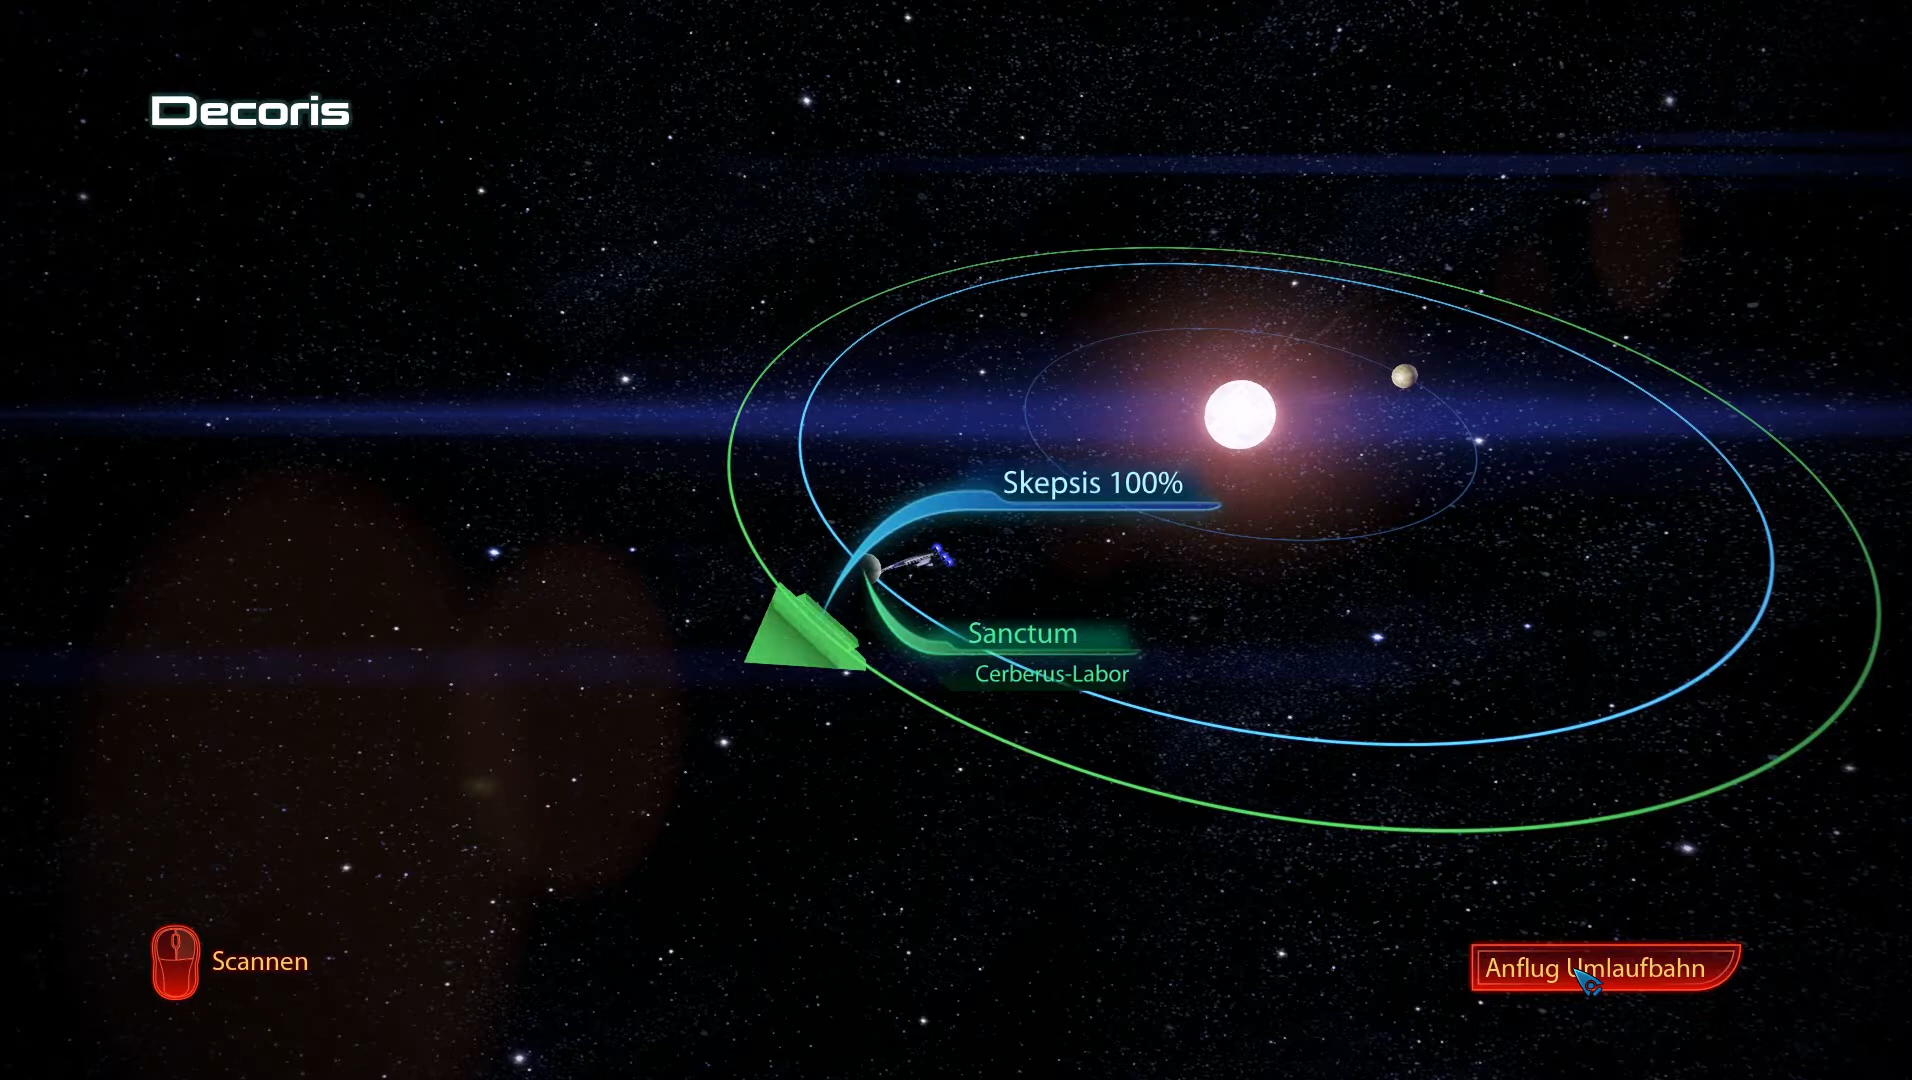 Decoris
Skepsis 100%
Sanctum
Cerberus-Labor
Scannen
Anflug Umlaufbahn